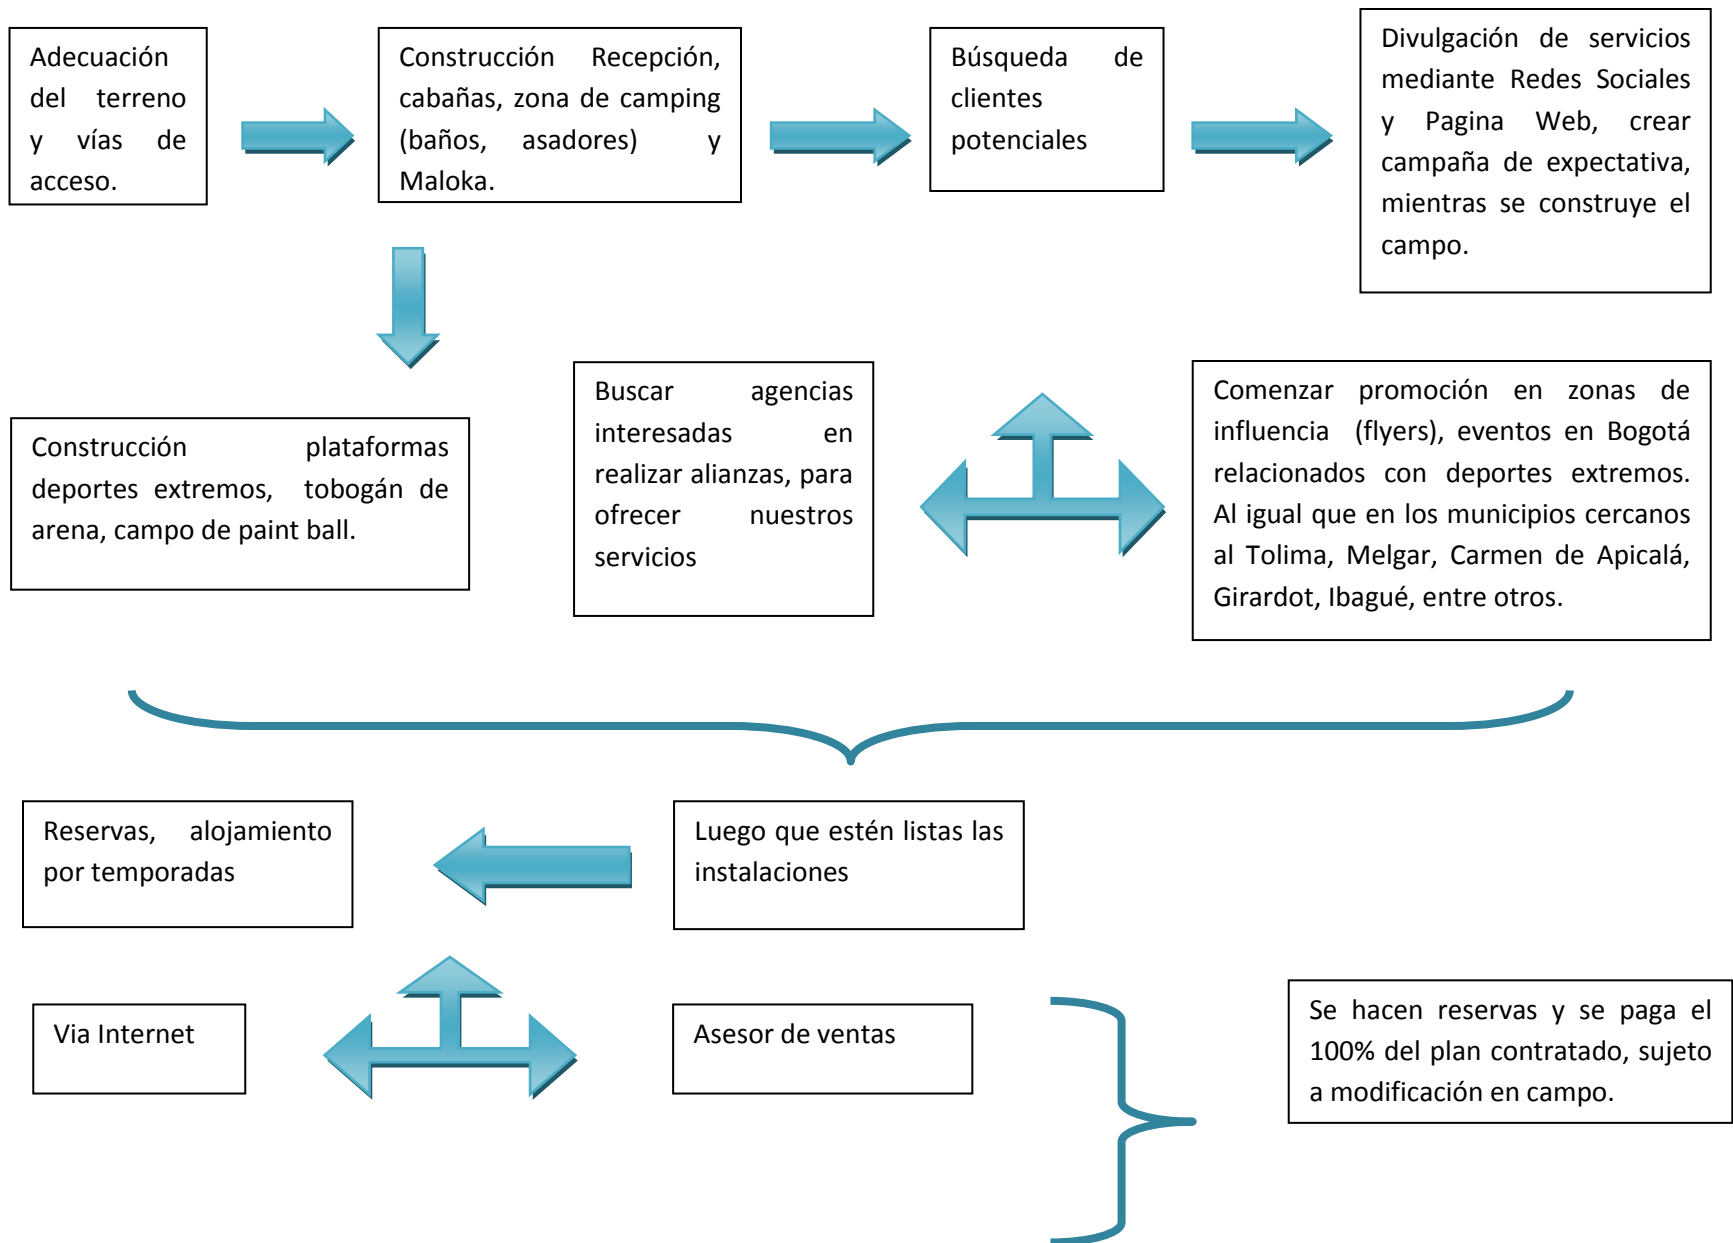 Adecuación
del terreno
y vías de
acceso.
Construcción Recepción,
cabañas, zona de camping
(baños, asadores) y
Maloka.
Búsqueda de
clientes
potenciales
Divulgación de servicios
mediante Redes Sociales
y Pagina Web, crear
campaña de expectativa,
mientras se construye el
campo.
Construcción plataformas
deportes extremos, tobogán de
arena, campo de paint ball.
Buscar agencias
interesadas en
realizar alianzas, para
ofrecer nuestros
servicios
Comenzar promoción en zonas de
influencia (flyers), eventos en Bogotá
relacionados con deportes extremos.
Al igual que en los municipios cercanos
al Tolima, Melgar, Carmen de Apicalá,
Girardot, Ibagué, entre otros.
Reservas, alojamiento
por temporadas
Luego que estén listas las
instalaciones
Via Internet
Asesor de ventas
Se hacen reservas y se paga el
100% del plan contratado, sujeto
a modificación en campo.